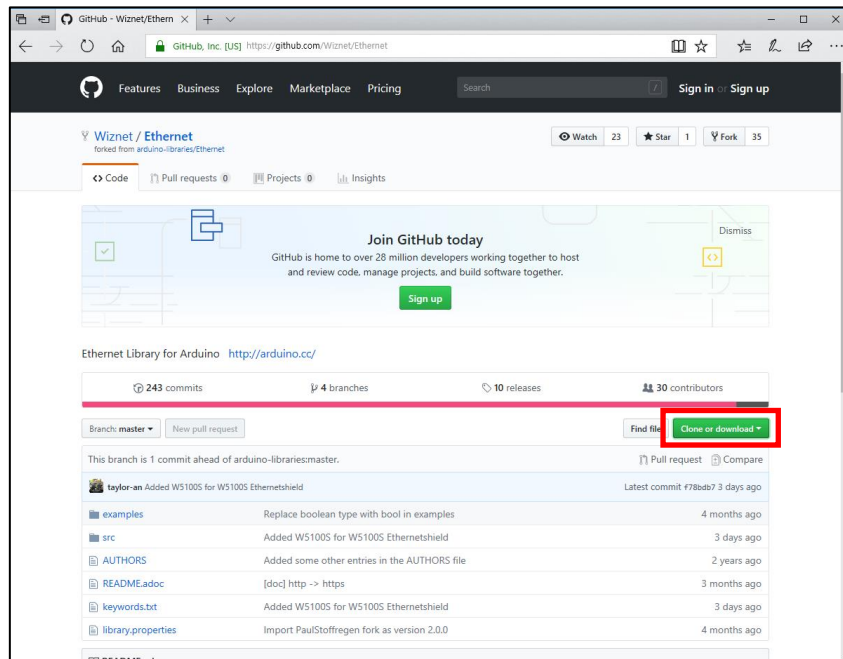 GitHub - Wiznet/Ethern
GitHub, Inc. [US] https://github.com/Wiznet/Ethernet
Features Business Explore Marketplace Pricing Search / Sign in or Sign up
Wiznet / Ethernet Watch 23 Star 1 Fork 35
forked from arduino-libraries/Ethernet
<> Code Pull requests 0 Projects 0 Insights
Dismiss
Join GitHub today
GitHub is home to over 28 million developers working together to host
and review code, manage projects, and build software together.
Sign up
Ethernet Library for Arduino http://arduino.cc/
243 commits 4 branches 10 releases 30 contributors
Branch: master New pull request Find file Clone or download
This branch is 1 commit ahead of arduino-libraries:master. Pull request Compare
taylor-an Added W5100S for W5100S Ethernetshield Latest commit f78bdb7 3 days ago
examples Replace boolean type with bool in examples 4 months ago
src Added W5100S for W5100S Ethernetshield 3 days ago
AUTHORS Added some other entries in the AUTHORS file 2 years ago
README.adoc [doc] http -> https 3 months ago
keywords.txt Added W5100S for W5100S Ethernetshield 3 days ago
library.properties Import PaulStoffregen fork as version 2.0.0 4 months ago